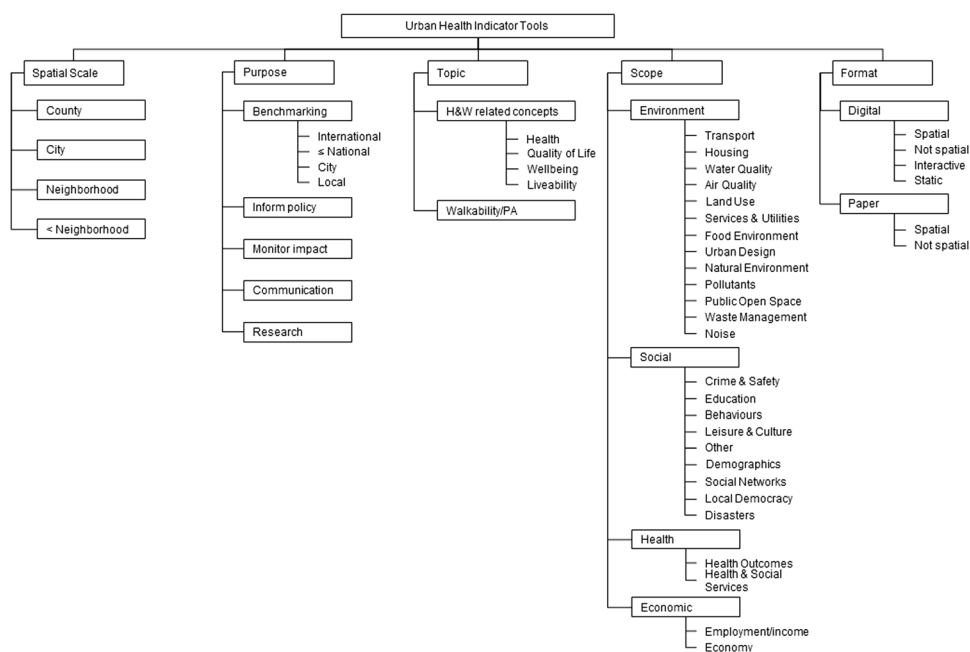 Urban Health Indicator Tools
Spatial Scale
County
City
Neighborhood
< Neighborhood
Purpose
Benchmarking
International
≤ National
City
Local
Inform policy
Monitor impact
Communication
Research
Topic
H&W related concepts
Health
Quality of Life
Wellbeing
Liveability
Walkability/PA
Scope
Environment
Transport
Housing
Water Quality
Air Quality
Land Use
Services & Utilities
Food Environment
Urban Design
Natural Environment
Pollutants
Public Open Space
Waste Management
Noise
Social
Crime & Safety
Education
Behaviours
Leisure & Culture
Other
Demographics
Social Networks
Local Democracy
Disasters
Health
Health Outcomes
Health & Social
Services
Economic
Employment/income
Economy
Format
Digital
Spatial
Not spatial
Interactive
Static
Paper
Spatial
Not spatial